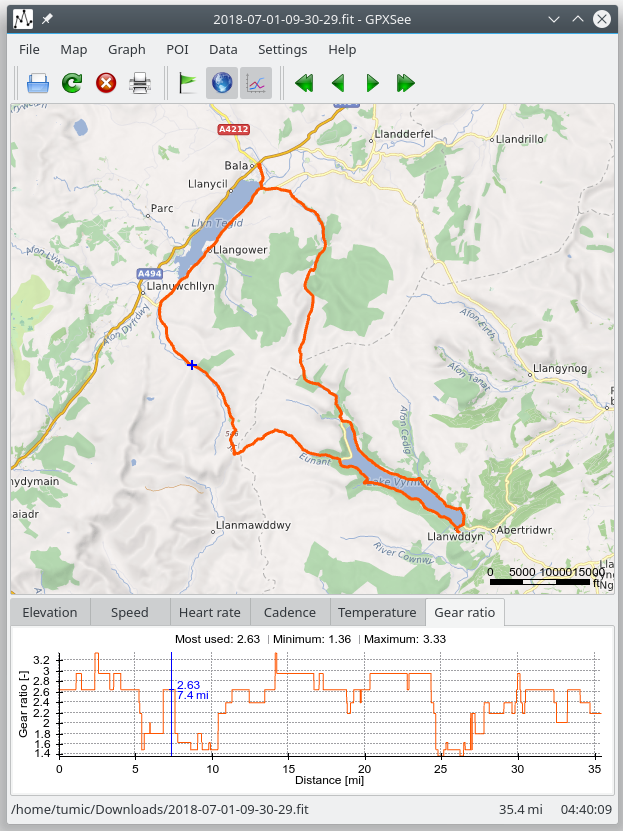 2018-07-01-09-30-29.fit - GPXSee
File Map Graph POI Data Settings Help
A4212
Llandderfel
Llandrillo
Bala
Llanycil
Parc
Llyn Tegid
Llangower
Afon Llw
A494
Llanuwchllyn
Afon Dyfrdwy
Afon Eirth
Llangynog
Afon Tanat
Afon Cedig
Eunant
nydymain
Lake Vyrnwy
aiadr
Llanmawddwy
Llanwddyn
Abertridwr
River Cownwy
0 5000 10000 15000
ft
Elevation Speed Heart rate Cadence Temperature Gear ratio
Most used: 2.63 | Minimum: 1.36 | Maximum: 3.33
Gear ratio [-]
3.2
3
2.8
2.6
2.4
2.2
2
1.8
1.6
1.4
2.63
7.4 mi
0 5 10 15 20 25 30 35
Distance [mi]
/home/tumic/Downloads/2018-07-01-09-30-29.fit 35.4 mi 04:40:09